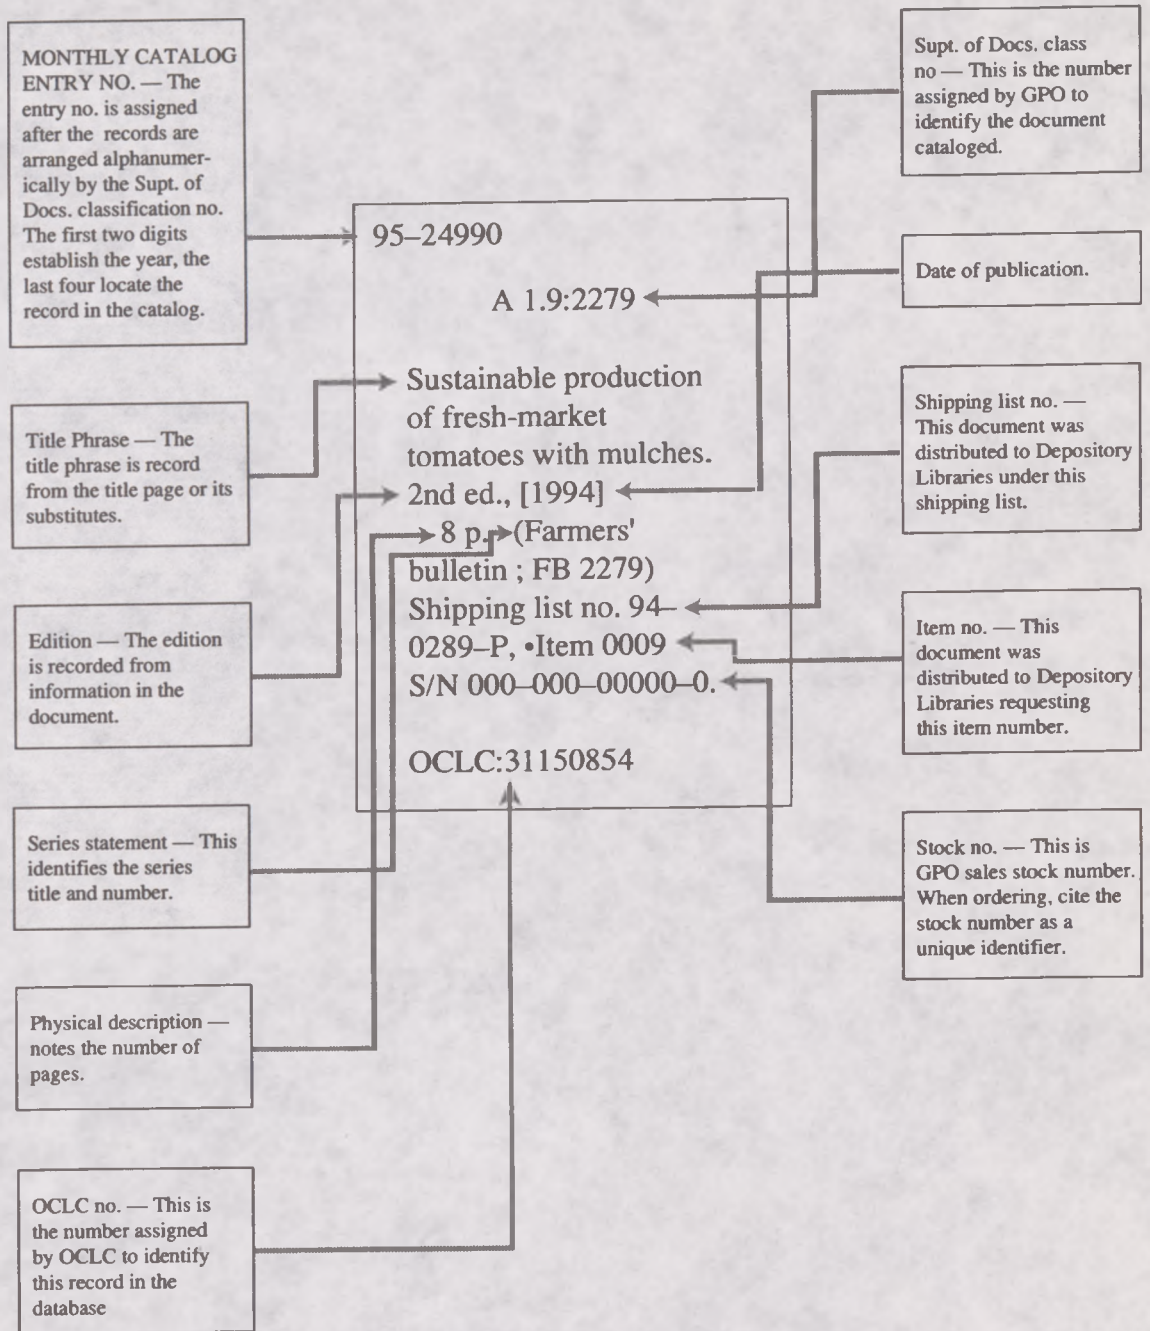 MONTHLY CATALOG
ENTRY NO. — The
entry no. is assigned
after the records are
arranged alphanumer-
ically by the Supt. of
Docs. classification no.
The first two digits
establish the year, the
last four locate the
record in the catalog.
Title Phrase — The
title phrase is record
from the title page or its
substitutes.
Edition — The edition
is recorded from
information in the
document.
Series statement — This
identifies the series
title and number.
Physical description —
notes the number of
pages.
OCLC no. — This is
the number assigned
by OCLC to identify
this record in the
database
95–24990
A 1.9:2279
Sustainable production
of fresh-market
tomatoes with mulches.
2nd ed., [1994]
8 p. (Farmers'
bulletin ; FB 2279)
Shipping list no. 94–
0289–P, •Item 0009
S/N 000–000–00000–0.
OCLC:31150854
Supt. of Docs. class
no — This is the number
assigned by GPO to
identify the document
cataloged.
Date of publication.
Shipping list no. —
This document was
distributed to Depository
Libraries under this
shipping list.
Item no. — This
document was
distributed to Depository
Libraries requesting
this item number.
Stock no. — This is
GPO sales stock number.
When ordering, cite the
stock number as a
unique identifier.